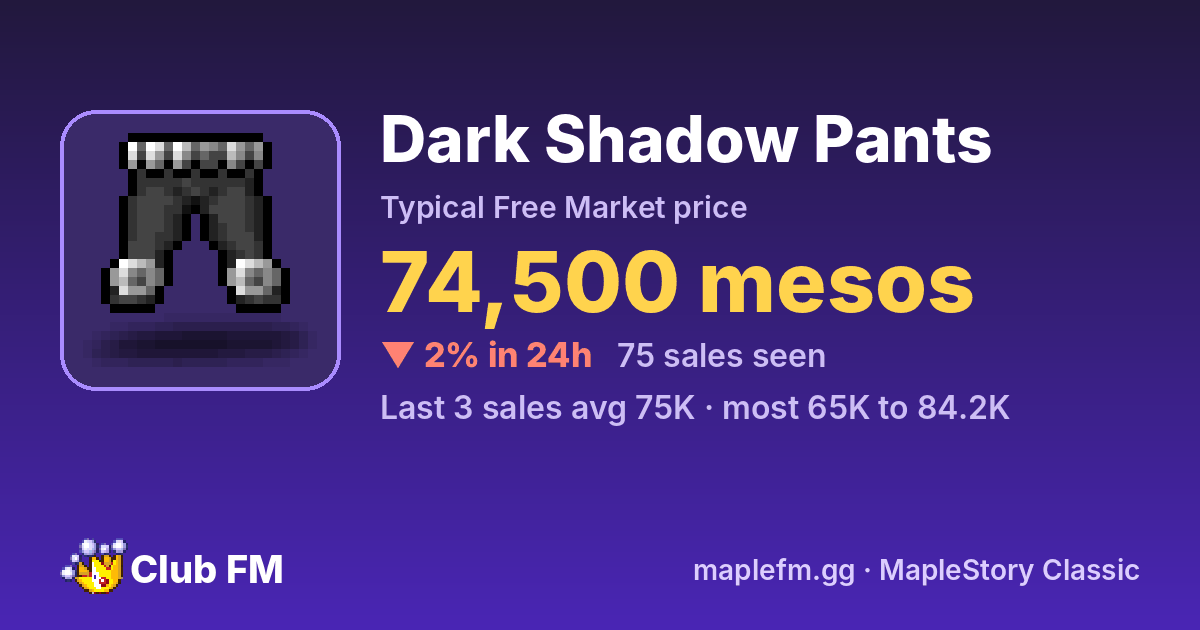 Dark Shadow Pants
Typical Free Market price
74,500 mesos
▼ 2% in 24h 75 sales seen
Last 3 sales avg 75K · most 65K to 84.2K
Club FM
maplefm.gg · MapleStory Classic